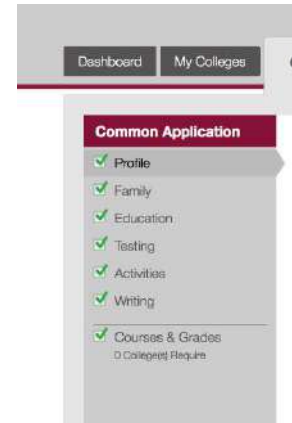 Dashboard
My Colleges
Common Application
Profile
Family
Education
Testing
Activities
Writing
Courses & Grades
0 College(s) Require